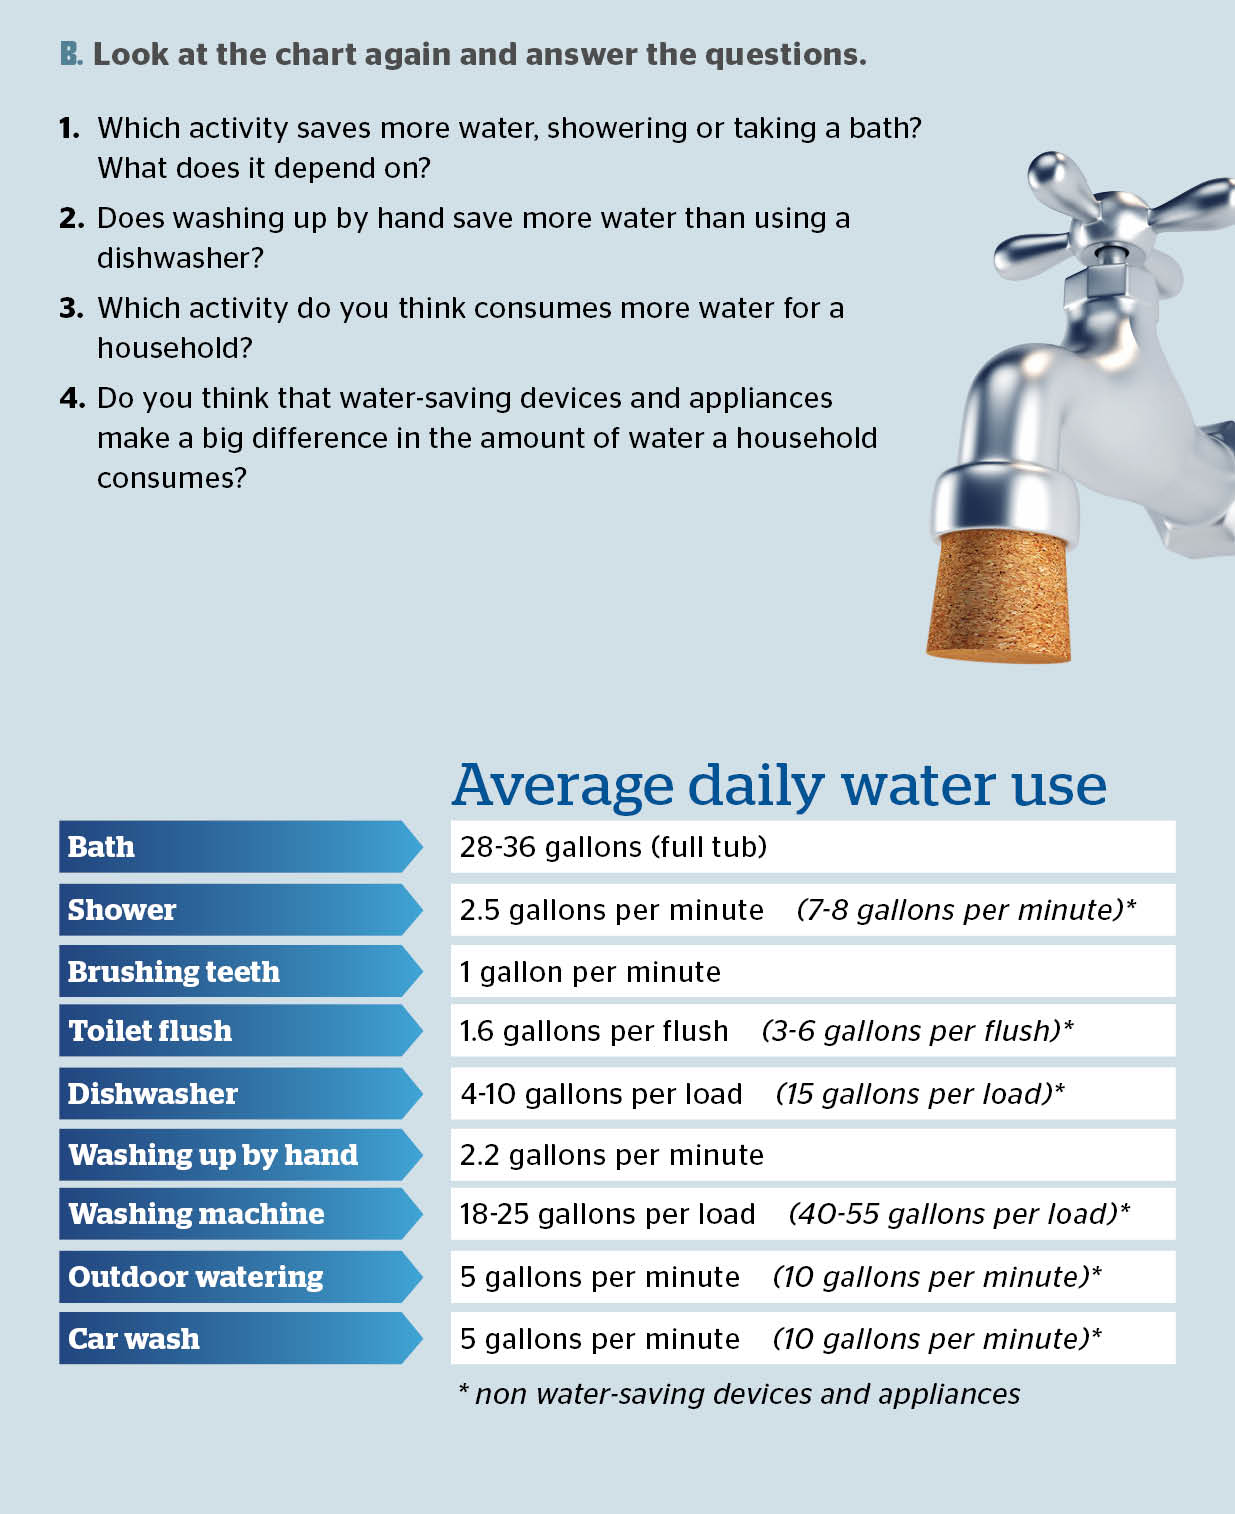 B. Look at the chart again and answer the questions.
1. Which activity saves more water, showering or taking a bath?
What does it depend on?
2. Does washing up by hand save more water than using a
dishwasher?
3. Which activity do you think consumes more water for a
household?
4. Do you think that water-saving devices and appliances
make a big difference in the amount of water a household
consumes?
Average daily water use
Bath 28-36 gallons (full tub)
Shower 2.5 gallons per minute (7-8 gallons per minute)*
Brushing teeth 1 gallon per minute
Toilet flush 1.6 gallons per flush (3-6 gallons per flush)*
Dishwasher 4-10 gallons per load (15 gallons per load)*
Washing up by hand 2.2 gallons per minute
Washing machine 18-25 gallons per load (40-55 gallons per load)*
Outdoor watering 5 gallons per minute (10 gallons per minute)*
Car wash 5 gallons per minute (10 gallons per minute)*
* non water-saving devices and appliances